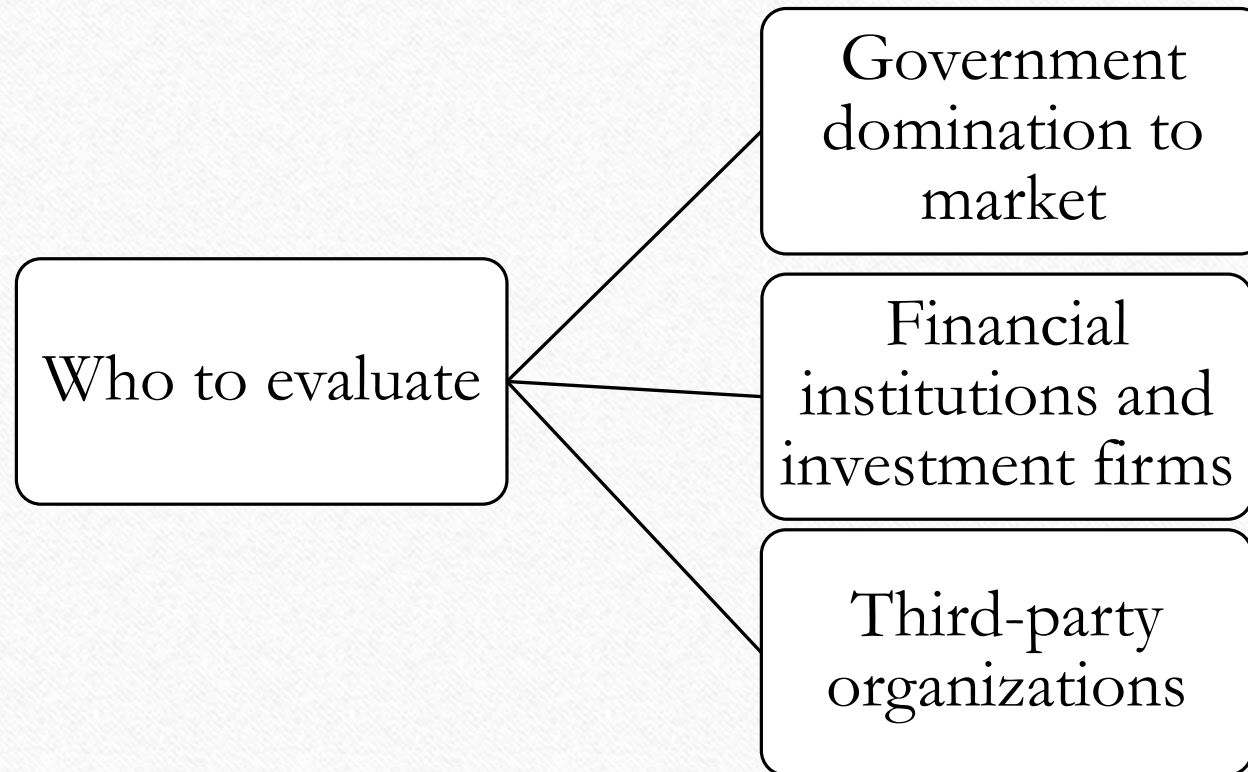 Government
domination to
market
Who to evaluate
Financial
institutions and
investment firms
Third-party
organizations